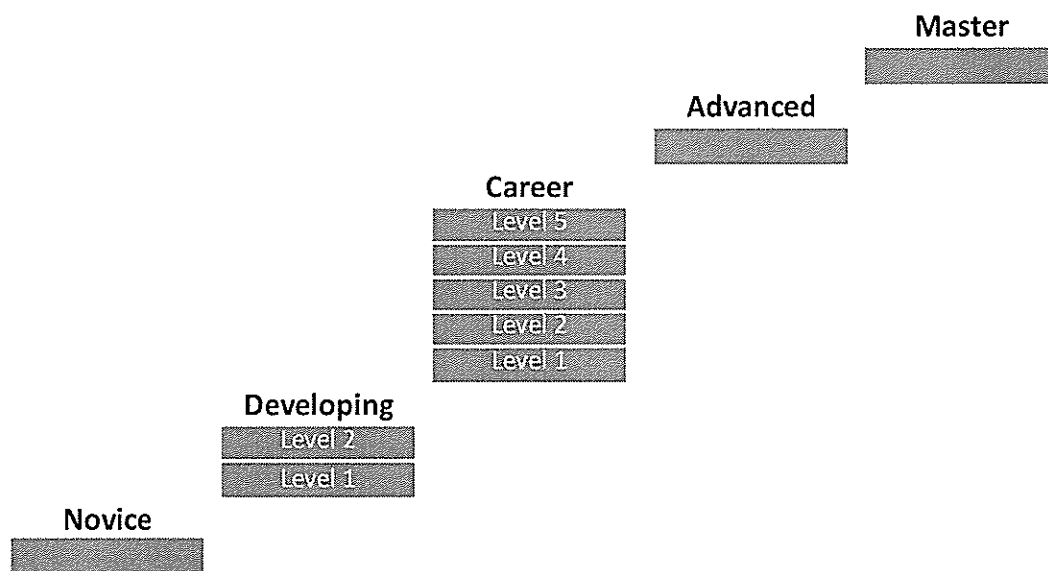 Master
Advanced
Career
Level 5
Level 4
Level 3
Level 2
Level 1
Developing
Level 2
Level 1
Novice